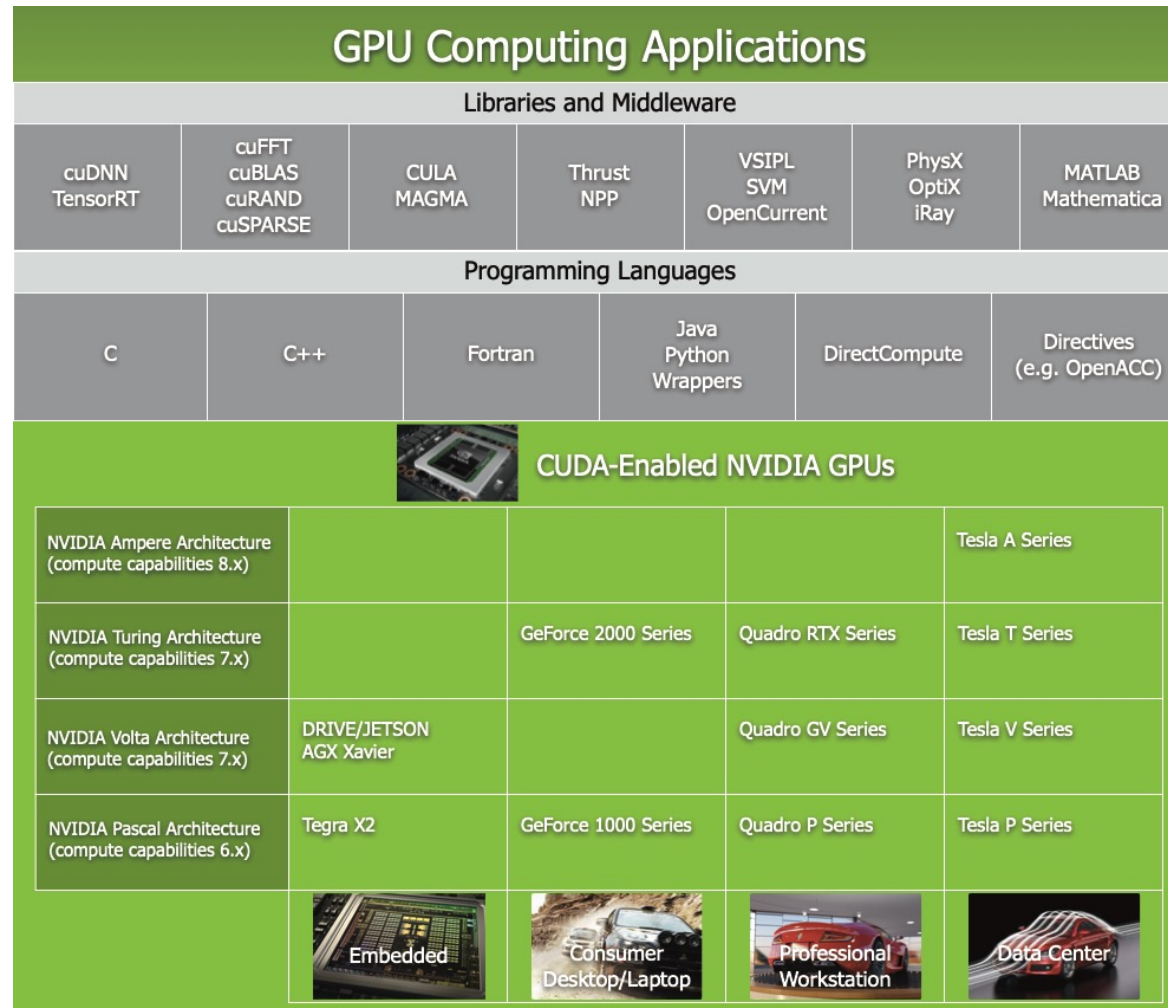 GPU Computing Applications
Libraries and Middleware
cuDNN
TensorRT
cuFFT
cuBLAS
cuRAND
cuSPARSE
CULA
MAGMA
Thrust
NPP
VSIPL
SVM
OpenCurrent
PhysX
OptiX
iRay
MATLAB
Mathematica
Programming Languages
C
C++
Fortran
Java
Python
Wrappers
DirectCompute
Directives
(e.g. OpenACC)
CUDA-Enabled NVIDIA GPUs
NVIDIA Ampere Architecture
(compute capabilities 8.x)
Tesla A Series
NVIDIA Turing Architecture
(compute capabilities 7.x)
GeForce 2000 Series
Quadro RTX Series
Tesla T Series
NVIDIA Volta Architecture
(compute capabilities 7.x)
DRIVE/JETSON
AGX Xavier
Quadro GV Series
Tesla V Series
NVIDIA Pascal Architecture
(compute capabilities 6.x)
Tegra X2
GeForce 1000 Series
Quadro P Series
Tesla P Series
Embedded
Consumer
Desktop/Laptop
Professional
Workstation
Data Center